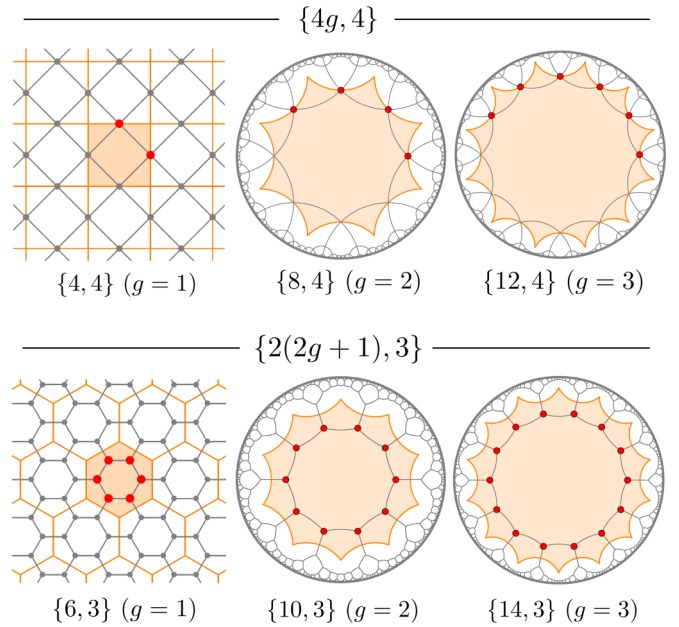 {4g, 4}
{4, 4} (g = 1) {8, 4} (g = 2) {12, 4} (g = 3)
{2(2g + 1), 3}
{6, 3} (g = 1) {10, 3} (g = 2) {14, 3} (g = 3)